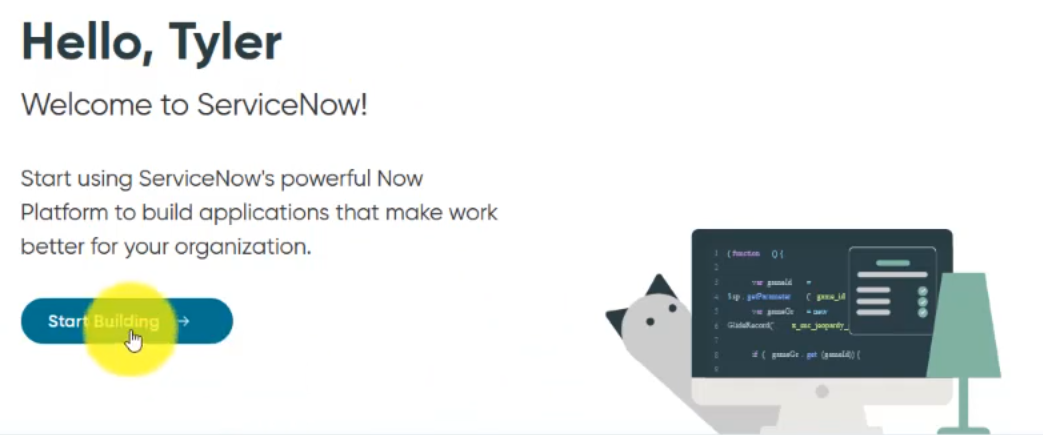 Hello, Tyler
Welcome to ServiceNow!
Start using ServiceNow's powerful Now
Platform to build applications that make work
better for your organization.
Start Building →
1 (function () {
2
3 var gameId =
4 $sp. getParameter ( game_id
5 var gameGr = new
6 GlideRecord('
7
8 if ( gameGr . get (gameId)) {
9